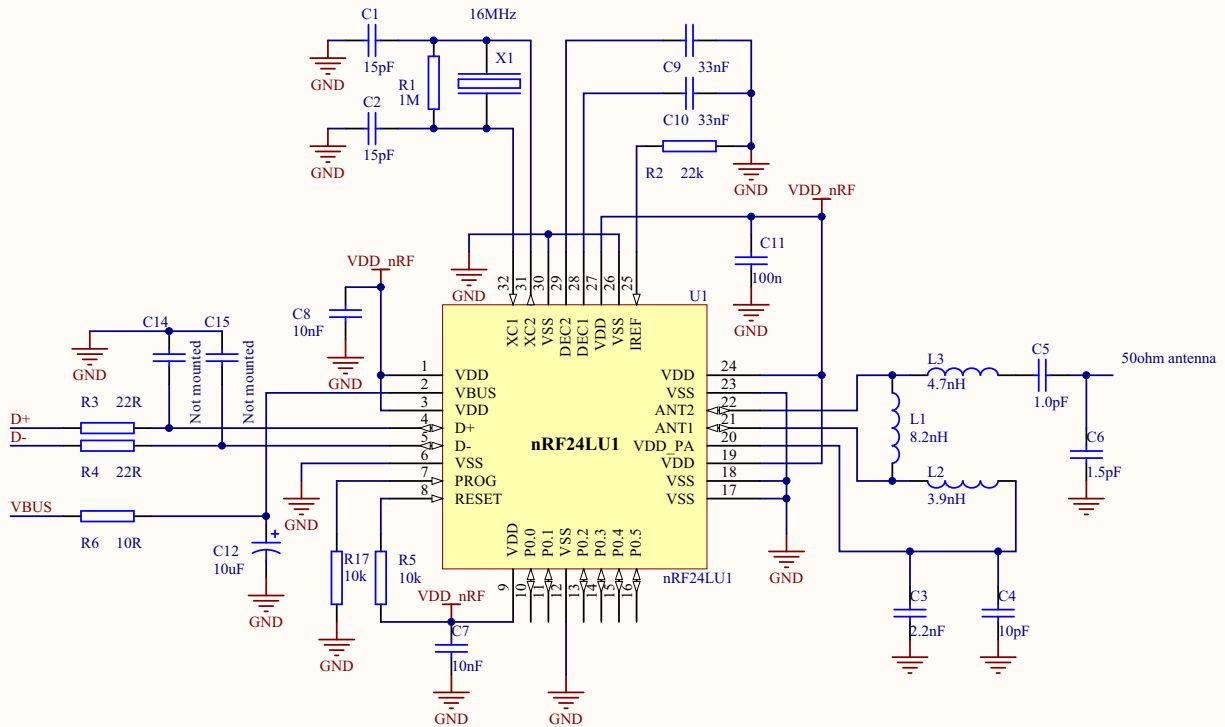 C1
16MHz
15pF
GND
R1
1M
X1
C2
15pF
GND
C9
33nF
C10
33nF
R2
22k
GND
VDD_nRF
C11
100n
GND
VDD_nRF
C8
10nF
GND
GND
32
31
30
29
28
27
26
25
U1
XC1
XC2
VSS
DEC2
DEC1
VDD
VSS
IREF
C14
C15
GND
Not mounted
Not mounted
1
VDD
2
VBUS
3
VDD
4
D+
5
D-
6
VSS
7
PROG
8
RESET
nRF24LU1
24
VDD
23
VSS
22
ANT2
21
ANT1
20
VDD_PA
19
VDD
18
VSS
17
VSS
R3
22R
D+
D-
R4
22R
VBUS
R6
10R
C12
+
10uF
GND
GND
R17
10k
GND
R5
10k
VDD_nRF
C7
10nF
GND
VDD
P0.0
P0.1
VSS
P0.2
P0.3
P0.4
P0.5
9
10
11
12
13
14
15
16
nRF24LU1
GND
GND
L3
4.7nH
C5
1.0pF
50ohm antenna
L1
8.2nH
C6
1.5pF
L2
3.9nH
GND
C3
2.2nF
GND
C4
10pF
GND